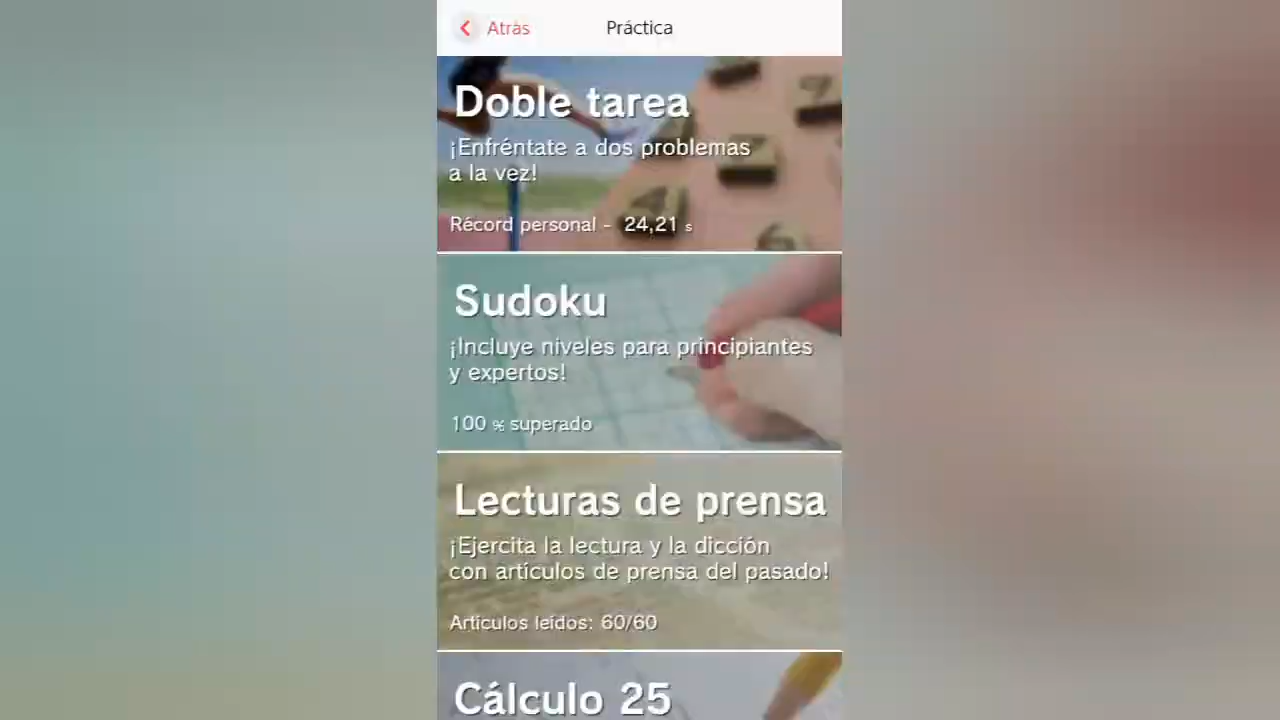 Atrás
Práctica
Doble tarea
¡Enfréntate a dos problemas
a la vez!
Récord personal - 24,21 s
Sudoku
¡Incluye niveles para principiantes
y expertos!
100 % superado
Lecturas de prensa
¡Ejercita la lectura y la dicción
con artículos de prensa del pasado!
Artículos leídos: 60/60
Cálculo 25